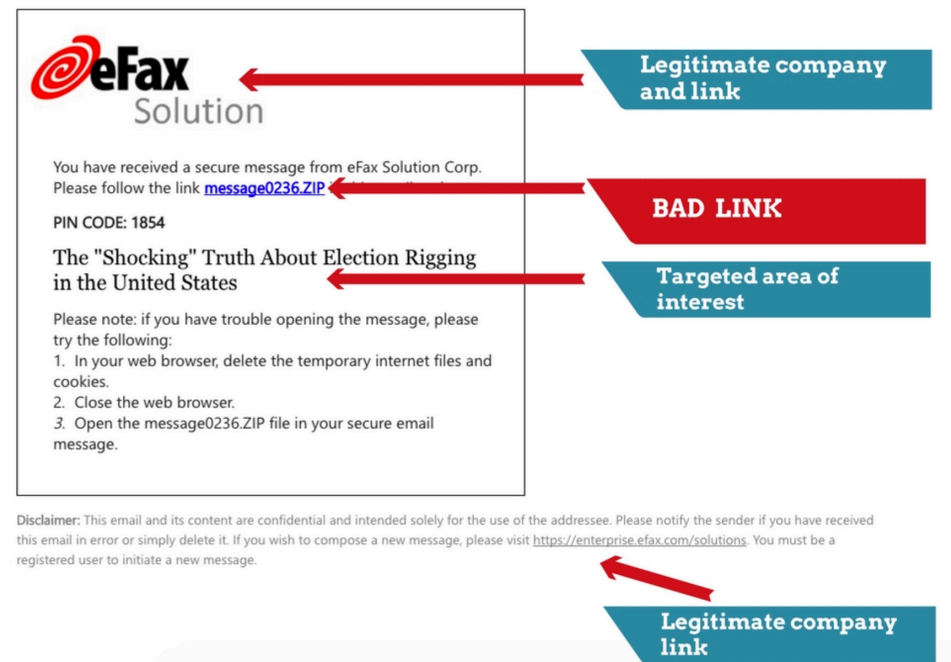 eFax
Solution
Legitimate company
and link
You have received a secure message from eFax Solution Corp.
Please follow the link message0236.ZIP
BAD LINK
PIN CODE: 1854
The "Shocking" Truth About Election Rigging
in the United States
Targeted area of
interest
Please note: if you have trouble opening the message, please
try the following:
1. In your web browser, delete the temporary internet files and
cookies.
2. Close the web browser.
3. Open the message0236.ZIP file in your secure email
message.
Disclaimer: This email and its content are confidential and intended solely for the use of the addressee. Please notify the sender if you have received
this email in error or simply delete it. If you wish to compose a new message, please visit https://enterprise.efax.com/solutions. You must be a
registered user to initiate a new message.
Legitimate company
link